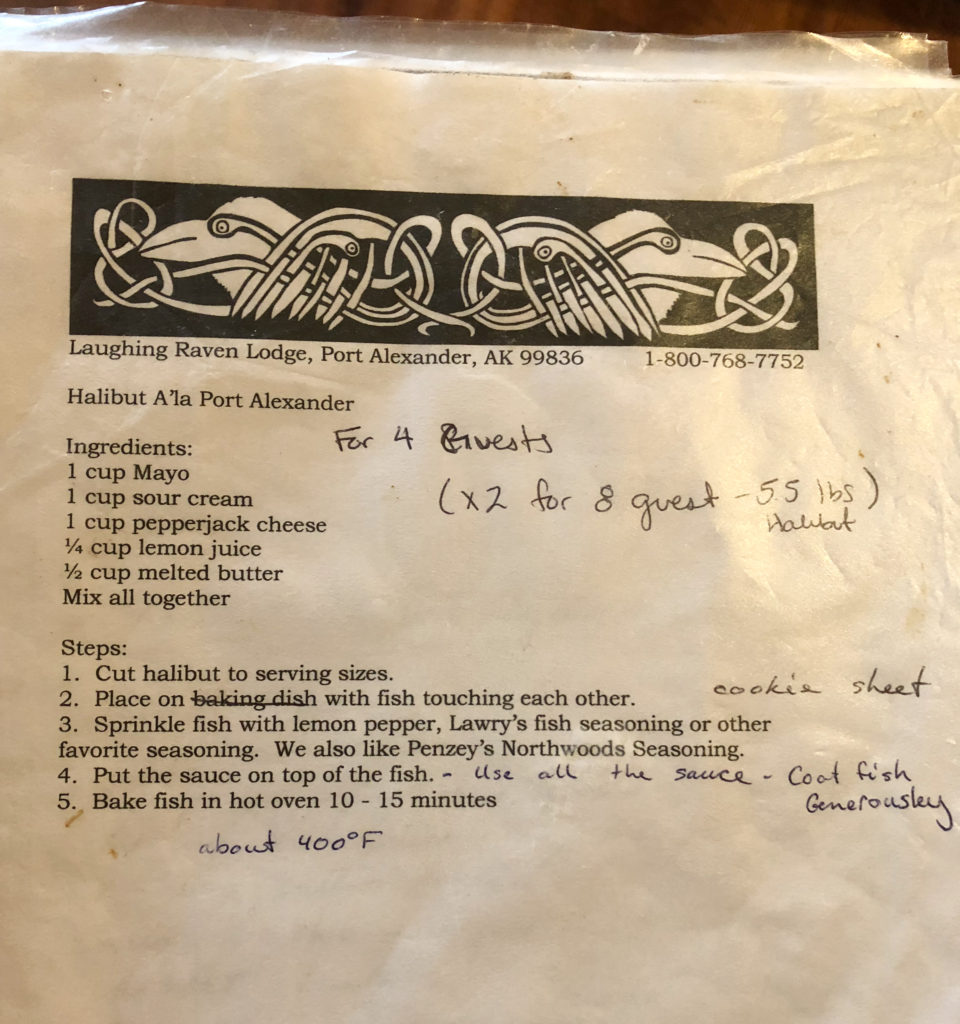 Laughing Raven Lodge, Port Alexander, AK 99836 1-800-768-7752
Halibut A'la Port Alexander
For 4 Guests
Ingredients:
1 cup Mayo
1 cup sour cream
(x2 for 8 guest - 5.5 lbs)
Halibut
1 cup pepperjack cheese
¼ cup lemon juice
½ cup melted butter
Mix all together
Steps:
1. Cut halibut to serving sizes.
2. Place on baking dish with fish touching each other. cookie sheet
3. Sprinkle fish with lemon pepper, Lawry's fish seasoning or other
favorite seasoning. We also like Penzey's Northwoods Seasoning.
4. Put the sauce on top of the fish. - Use all the sauce - Coat fish
Generousley
5. Bake fish in hot oven 10 - 15 minutes
about 400°F